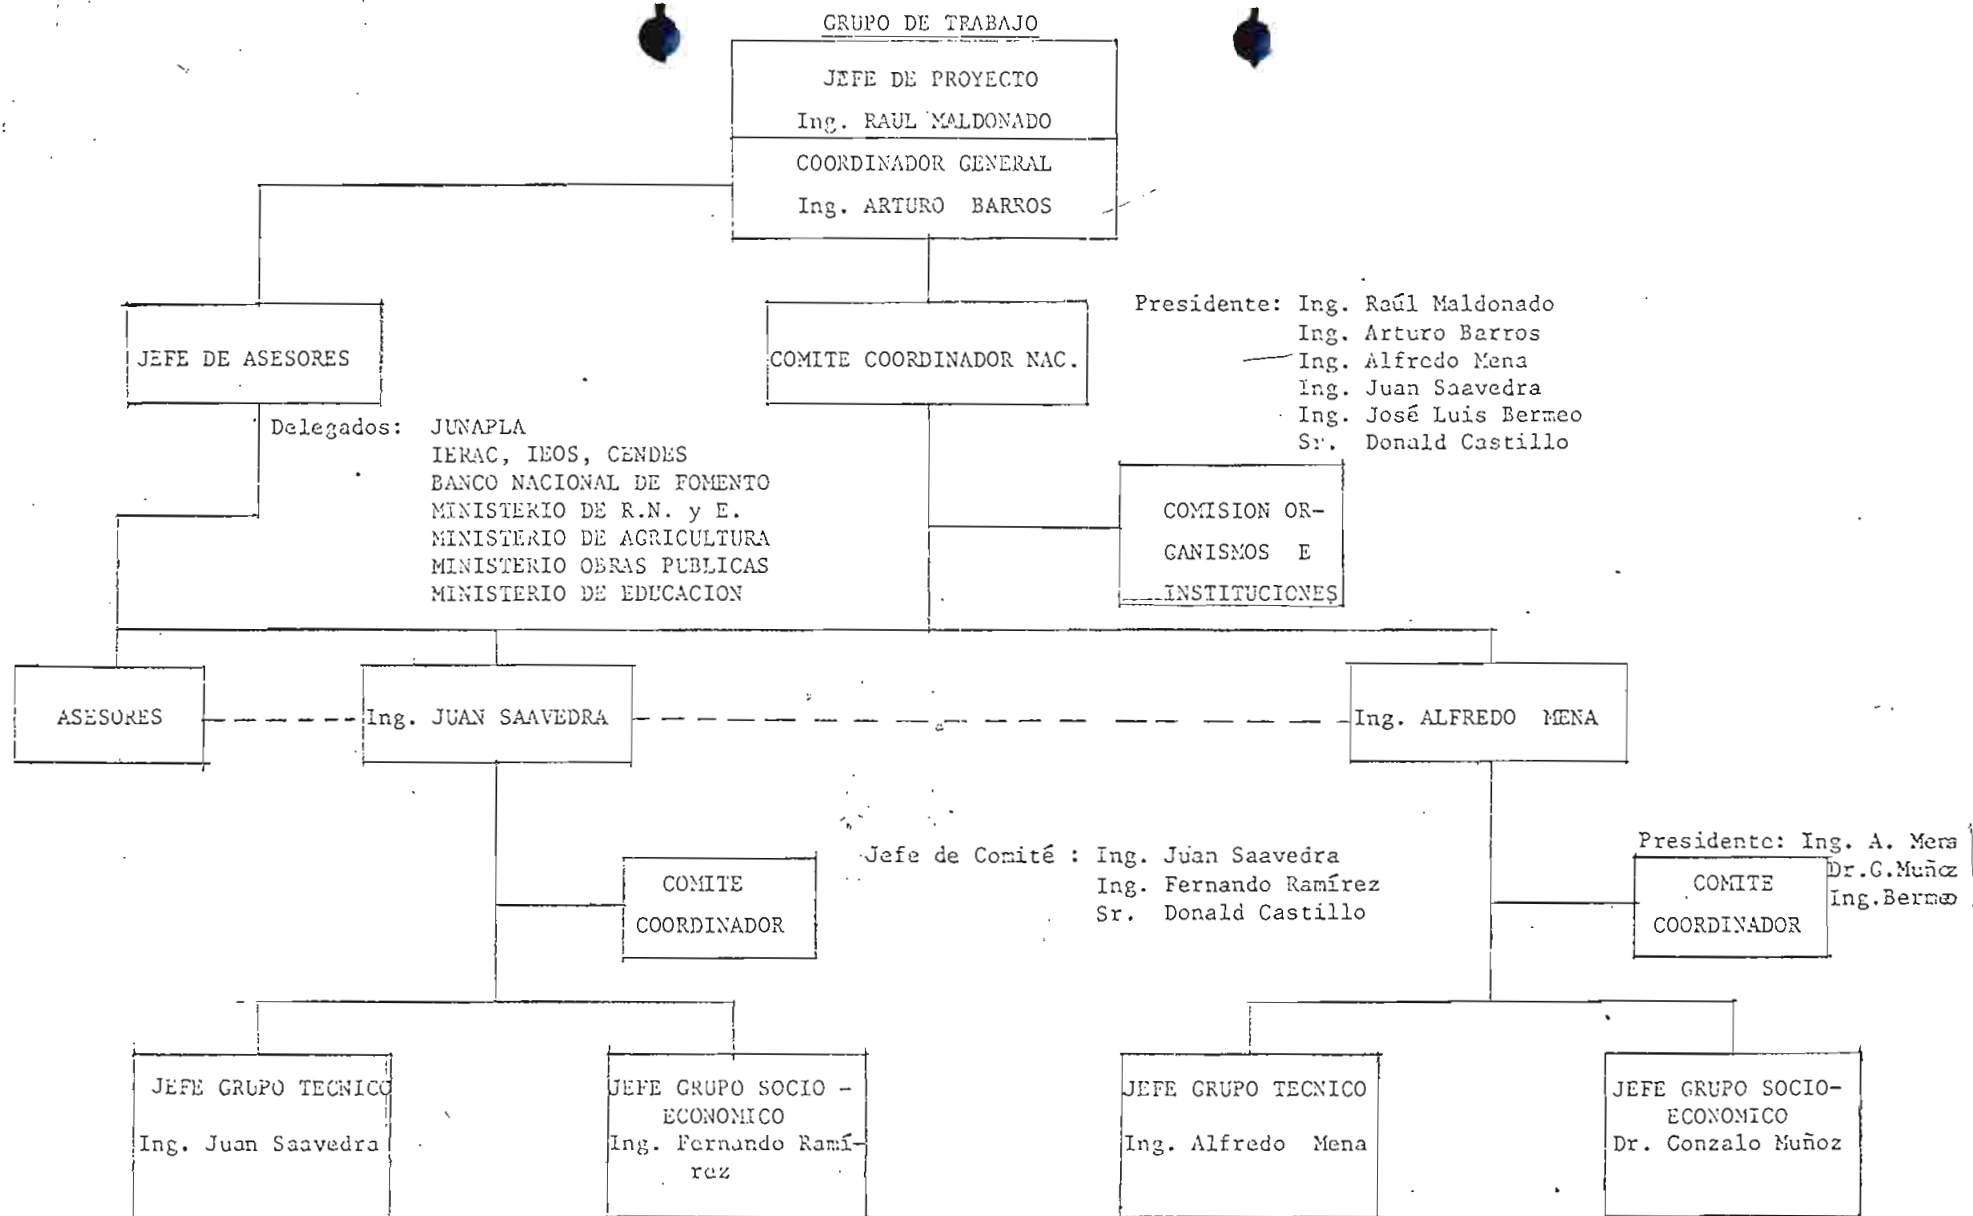 GRUPO DE TRABAJO
JEFE DE PROYECTO
Ing. RAUL MALDONADO
COORDINADOR GENERAL
Ing. ARTURO BARROS
JEFE DE ASESORES
COMITE COORDINADOR NAC.
Presidente: Ing. Raúl Maldonado
Ing. Arturo Barros
Ing. Alfredo Mena
Ing. Juan Saavedra
Ing. José Luis Bermeo
Sr. Donald Castillo
Delegados: JUNAPLA
IERAC, IEOS, CENDES
BANCO NACIONAL DE FOMENTO
MINISTERIO DE R.N. y E.
MINISTERIO DE AGRICULTURA
MINISTERIO OBRAS PUBLICAS
MINISTERIO DE EDUCACION
COMISION OR-
GANISMOS E
INSTITUCIONES
ASESORES
Ing. JUAN SAAVEDRA
Ing. ALFREDO MENA
COMITE
COORDINADOR
Jefe de Comité : Ing. Juan Saavedra
Ing. Fernando Ramírez
Sr. Donald Castillo
Presidente: Ing. A. Mena
Dr.G.Muñoz
Ing.Bermeo
COMITE
COORDINADOR
JEFE GRUPO TECNICO
Ing. Juan Saavedra
JEFE GRUPO SOCIO -
ECONOMICO
Ing. Fernando Ramí-
rez
JEFE GRUPO TECNICO
Ing. Alfredo Mena
JEFE GRUPO SOCIO-
ECONOMICO
Dr. Gonzalo Muñoz